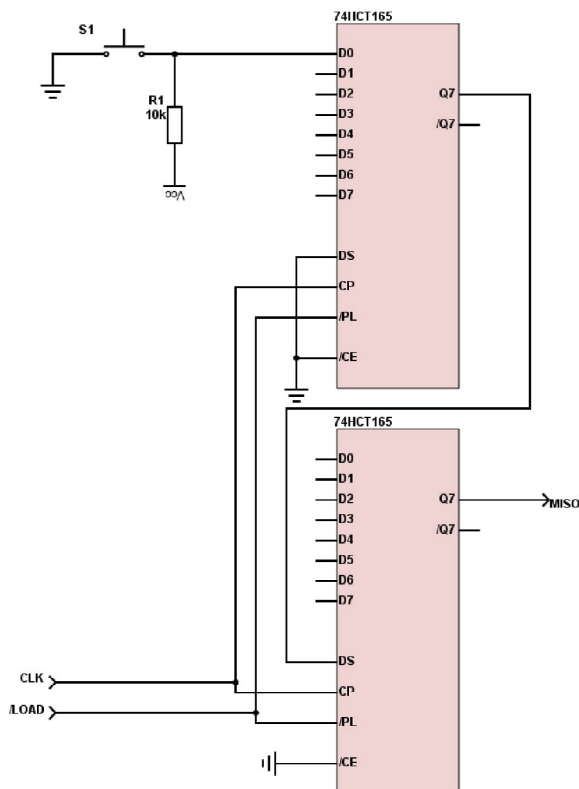 74HCT165
S1
D0
D1
R1
10k
D2
Q7
D3
/Q7
D4
D5
D6
D7
Vcc
DS
CP
/PL
/CE
74HCT165
D0
D1
D2
Q7
MISO
D3
/Q7
D4
D5
D6
D7
DS
CLK
CP
/LOAD
/PL
/CE